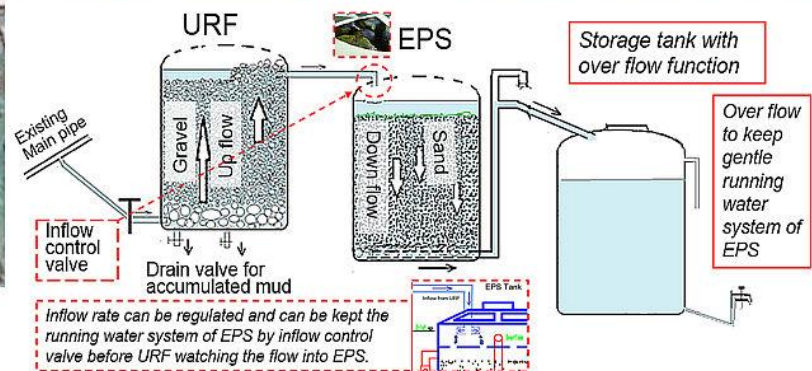 URF
EPS
Storage tank with
over flow function
Existing
Main pipe
Gravel
Up flow
Down flow
Sand
Over flow
to keep
gentle
running
water
system of
EPS
Inflow
control
valve
Drain valve for
accumulated mud
Inflow rate can be regulated and can be kept the
running water system of EPS by inflow control
valve before URF watching the flow into EPS.
EPS Tank
Inflow from URF